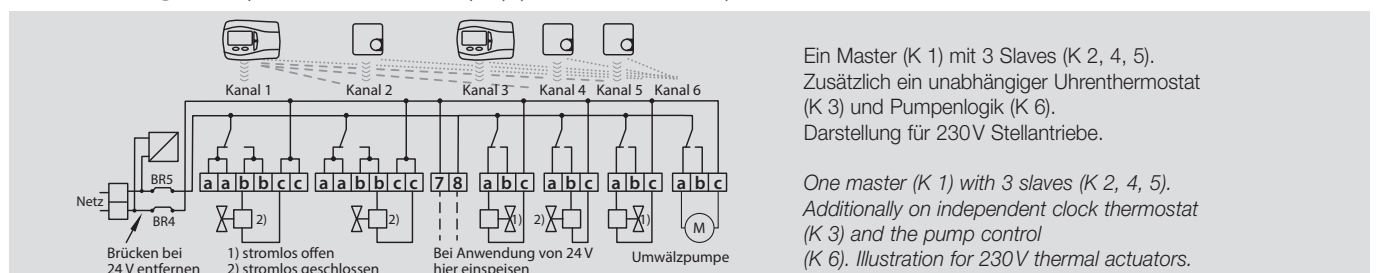 Kanal 1 Kanal 2 Kanal 3 Kanal 4 Kanal 5 Kanal 6
BR5
a a b b c c a a b b c c 7 8 a b c a b c a b c a b c
Netz
BR4
2) 2) 1) 2) 1) M
Brücken bei
24 V entfernen
1) stromlos offen
2) stromlos geschlossen
Bei Anwendung von 24 V
hier einspeisen
Umwälzpumpe
Ein Master (K 1) mit 3 Slaves (K 2, 4, 5).
Zusätzlich ein unabhängiger Uhrenthermostat
(K 3) und Pumpenlogik (K 6).
Darstellung für 230 V Stellantriebe.
One master (K 1) with 3 slaves (K 2, 4, 5).
Additionally on independent clock thermostat
(K 3) and the pump control
(K 6). Illustration for 230 V thermal actuators.